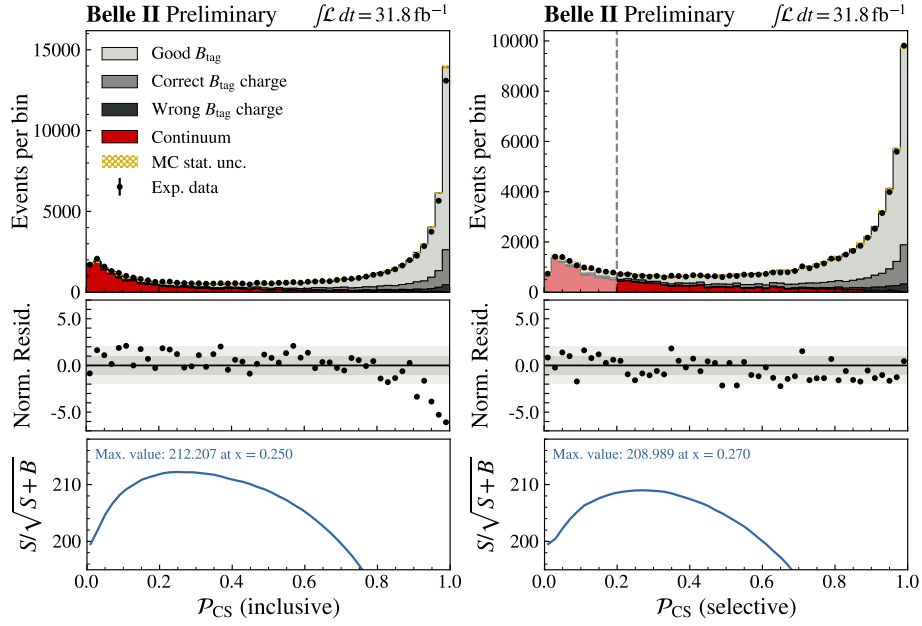 Belle II Preliminary
∫ℒ dt = 31.8 fb⁻¹
Events per bin
15000
10000
5000
0
Good B_tag
Correct B_tag charge
Wrong B_tag charge
Continuum
MC stat. unc.
Exp. data
Norm. Resid.
5.0
0.0
-5.0
S/√S + B
210
200
Max. value: 212.207 at x = 0.250
0.0 0.2 0.4 0.6 0.8 1.0
𝒫_CS (inclusive)
Belle II Preliminary
∫ℒ dt = 31.8 fb⁻¹
Events per bin
10000
8000
6000
4000
2000
0
Norm. Resid.
5.0
0.0
-5.0
S/√S + B
210
200
Max. value: 208.989 at x = 0.270
0.0 0.2 0.4 0.6 0.8 1.0
𝒫_CS (selective)